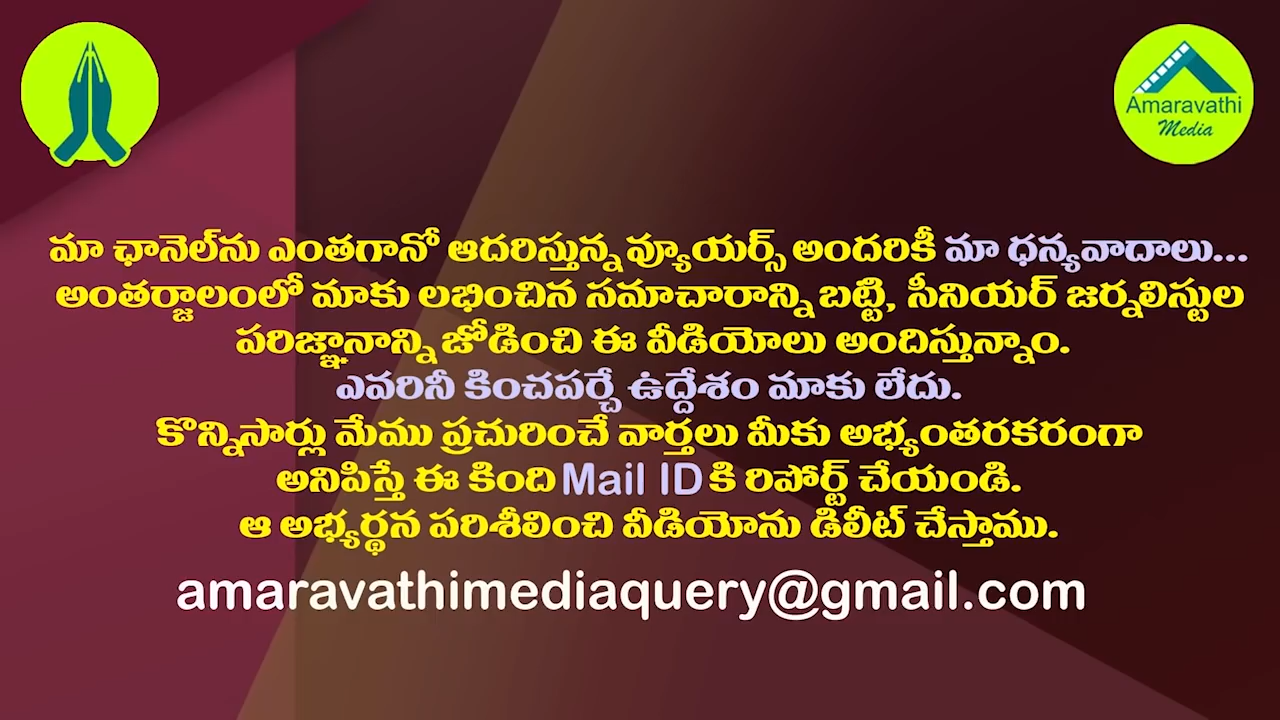 Amaravathi
Media
మా ఛానెల్‌ను ఎంతగానో ఆదరిస్తున్న వ్యూయర్స్ అందరికీ మా ధన్యవాదాలు...
అంతర్జాలంలో మాకు లభించిన సమాచారాన్ని బట్టి, సీనియర్ జర్నలిస్టుల
పరిజ్ఞానాన్ని జోడించి ఈ వీడియోలు అందిస్తున్నాం.
ఎవరినీ కించపర్చే ఉద్దేశం మాకు లేదు.
కొన్నిసార్లు మేము ప్రచురించే వార్తలు మీకు అభ్యంతరకరంగా
అనిపిస్తే ఈ కింది Mail ID కి రిపోర్ట్ చేయండి.
ఆ అభ్యర్థన పరిశీలించి వీడియోను డిలీట్ చేస్తాము.
amaravathimediaquery@gmail.com